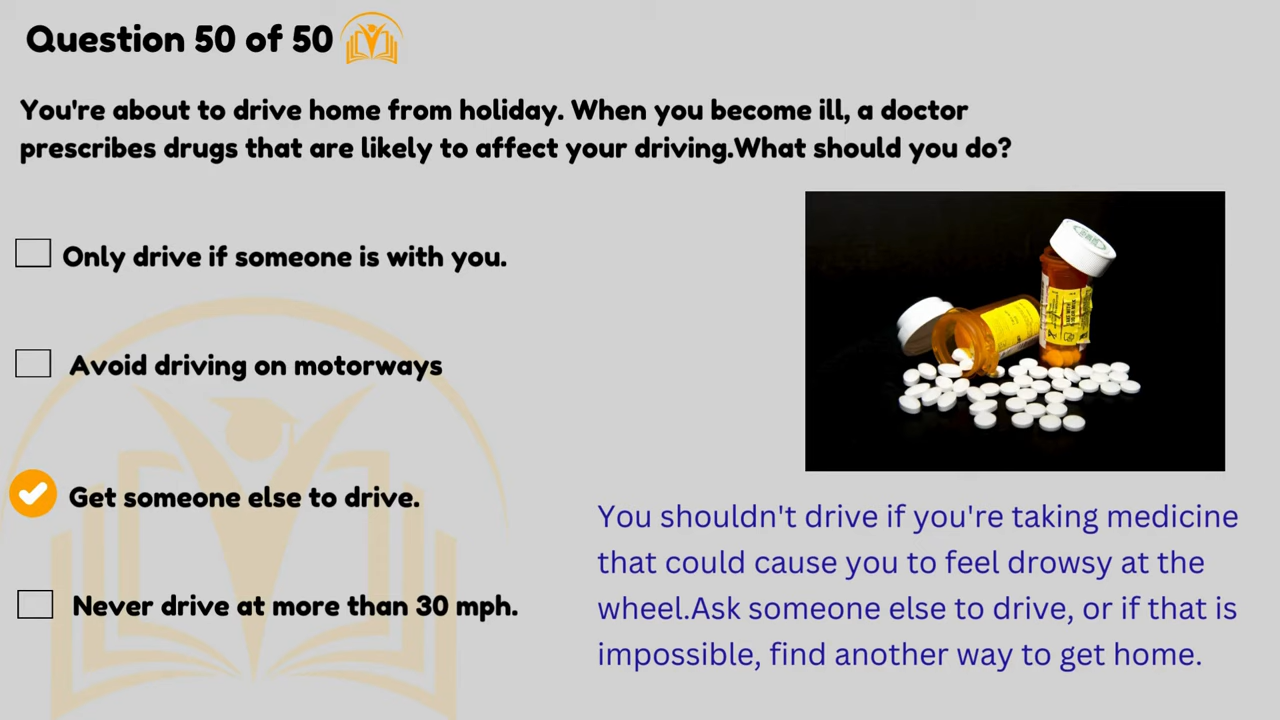 Question 50 of 50
You're about to drive home from holiday. When you become ill, a doctor
prescribes drugs that are likely to affect your driving.What should you do?
Only drive if someone is with you.
Avoid driving on motorways
Get someone else to drive.
Never drive at more than 30 mph.
You shouldn't drive if you're taking medicine
that could cause you to feel drowsy at the
wheel.Ask someone else to drive, or if that is
impossible, find another way to get home.